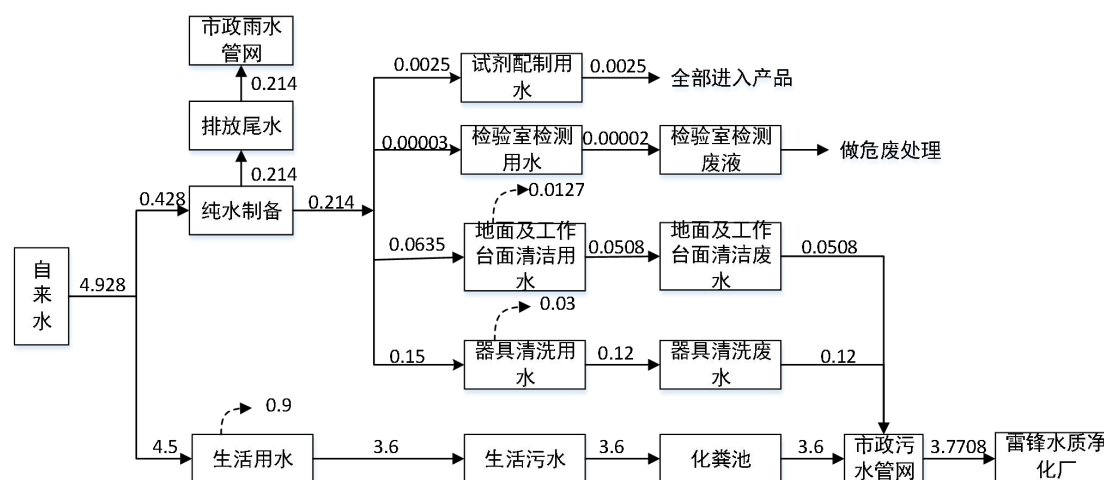 市政雨水
管网
0.214
排放尾水
0.214
0.428
纯水制备
0.214
自
来
水
4.928
0.0025
试剂配制用
水
0.0025
全部进入产品
0.00003
检验室检测
用水
0.00002
检验室检测
废液
做危废处理
0.0127
0.0635
地面及工作
台面清洁用
水
0.0508
地面及工作
台面清洁废
水
0.0508
0.03
0.15
器具清洗用
水
0.12
器具清洗废
水
0.12
0.9
4.5
生活用水
3.6
生活污水
3.6
化粪池
3.6
市政污
水管网
3.7708
雷锋水质净
化厂